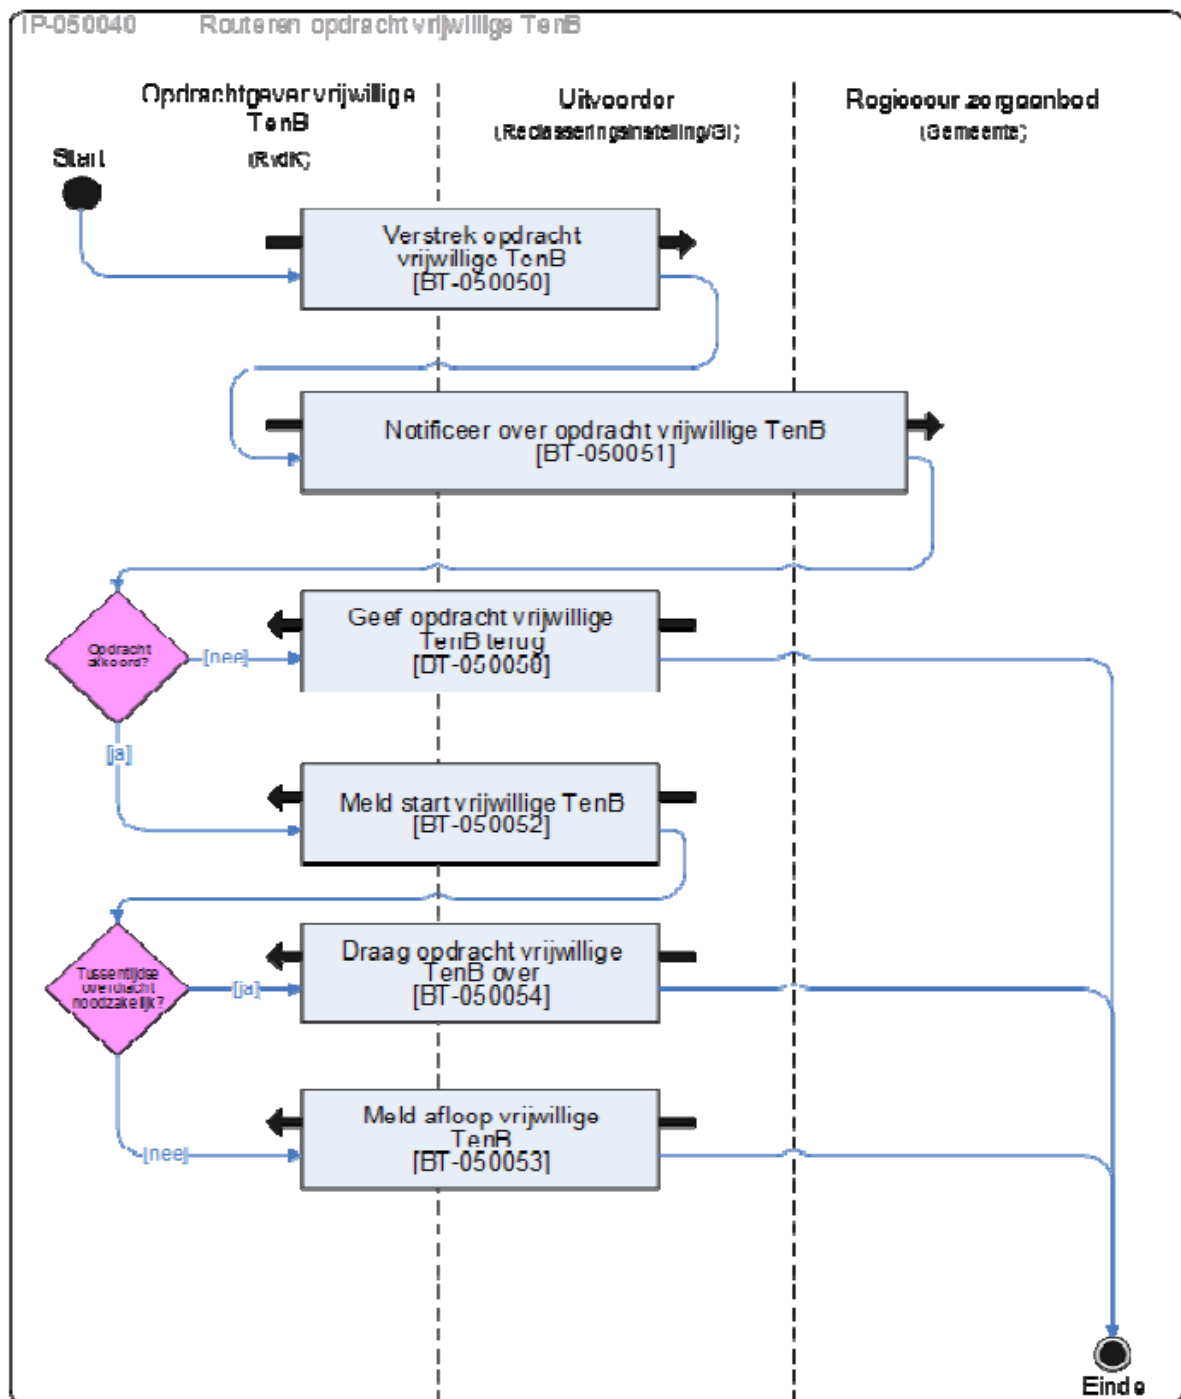 IP-050040 Routeren opdracht vrijwillige TenB
Opdrachtgever vrijwillige
TenB
(RvdK)
Uitvoerder
(Reclasseringsinstelling/GI)
Regisseur zorgaanbod
(Gemeente)
Start
Verstrek opdracht
vrijwillige TenB
[BT-050050]
Notificeer over opdracht vrijwillige TenB
[BT-050051]
Opdracht
akkoord?
[nee]
Geef opdracht vrijwillige
TenB terug
[BT-050058]
[ja]
Meld start vrijwillige TenB
[BT-050052]
Tussentijdse
overdracht
noodzakelijk?
[ja]
Draag opdracht vrijwillige
TenB over
[BT-050054]
[nee]
Meld afloop vrijwillige
TenB
[BT-050053]
Einde